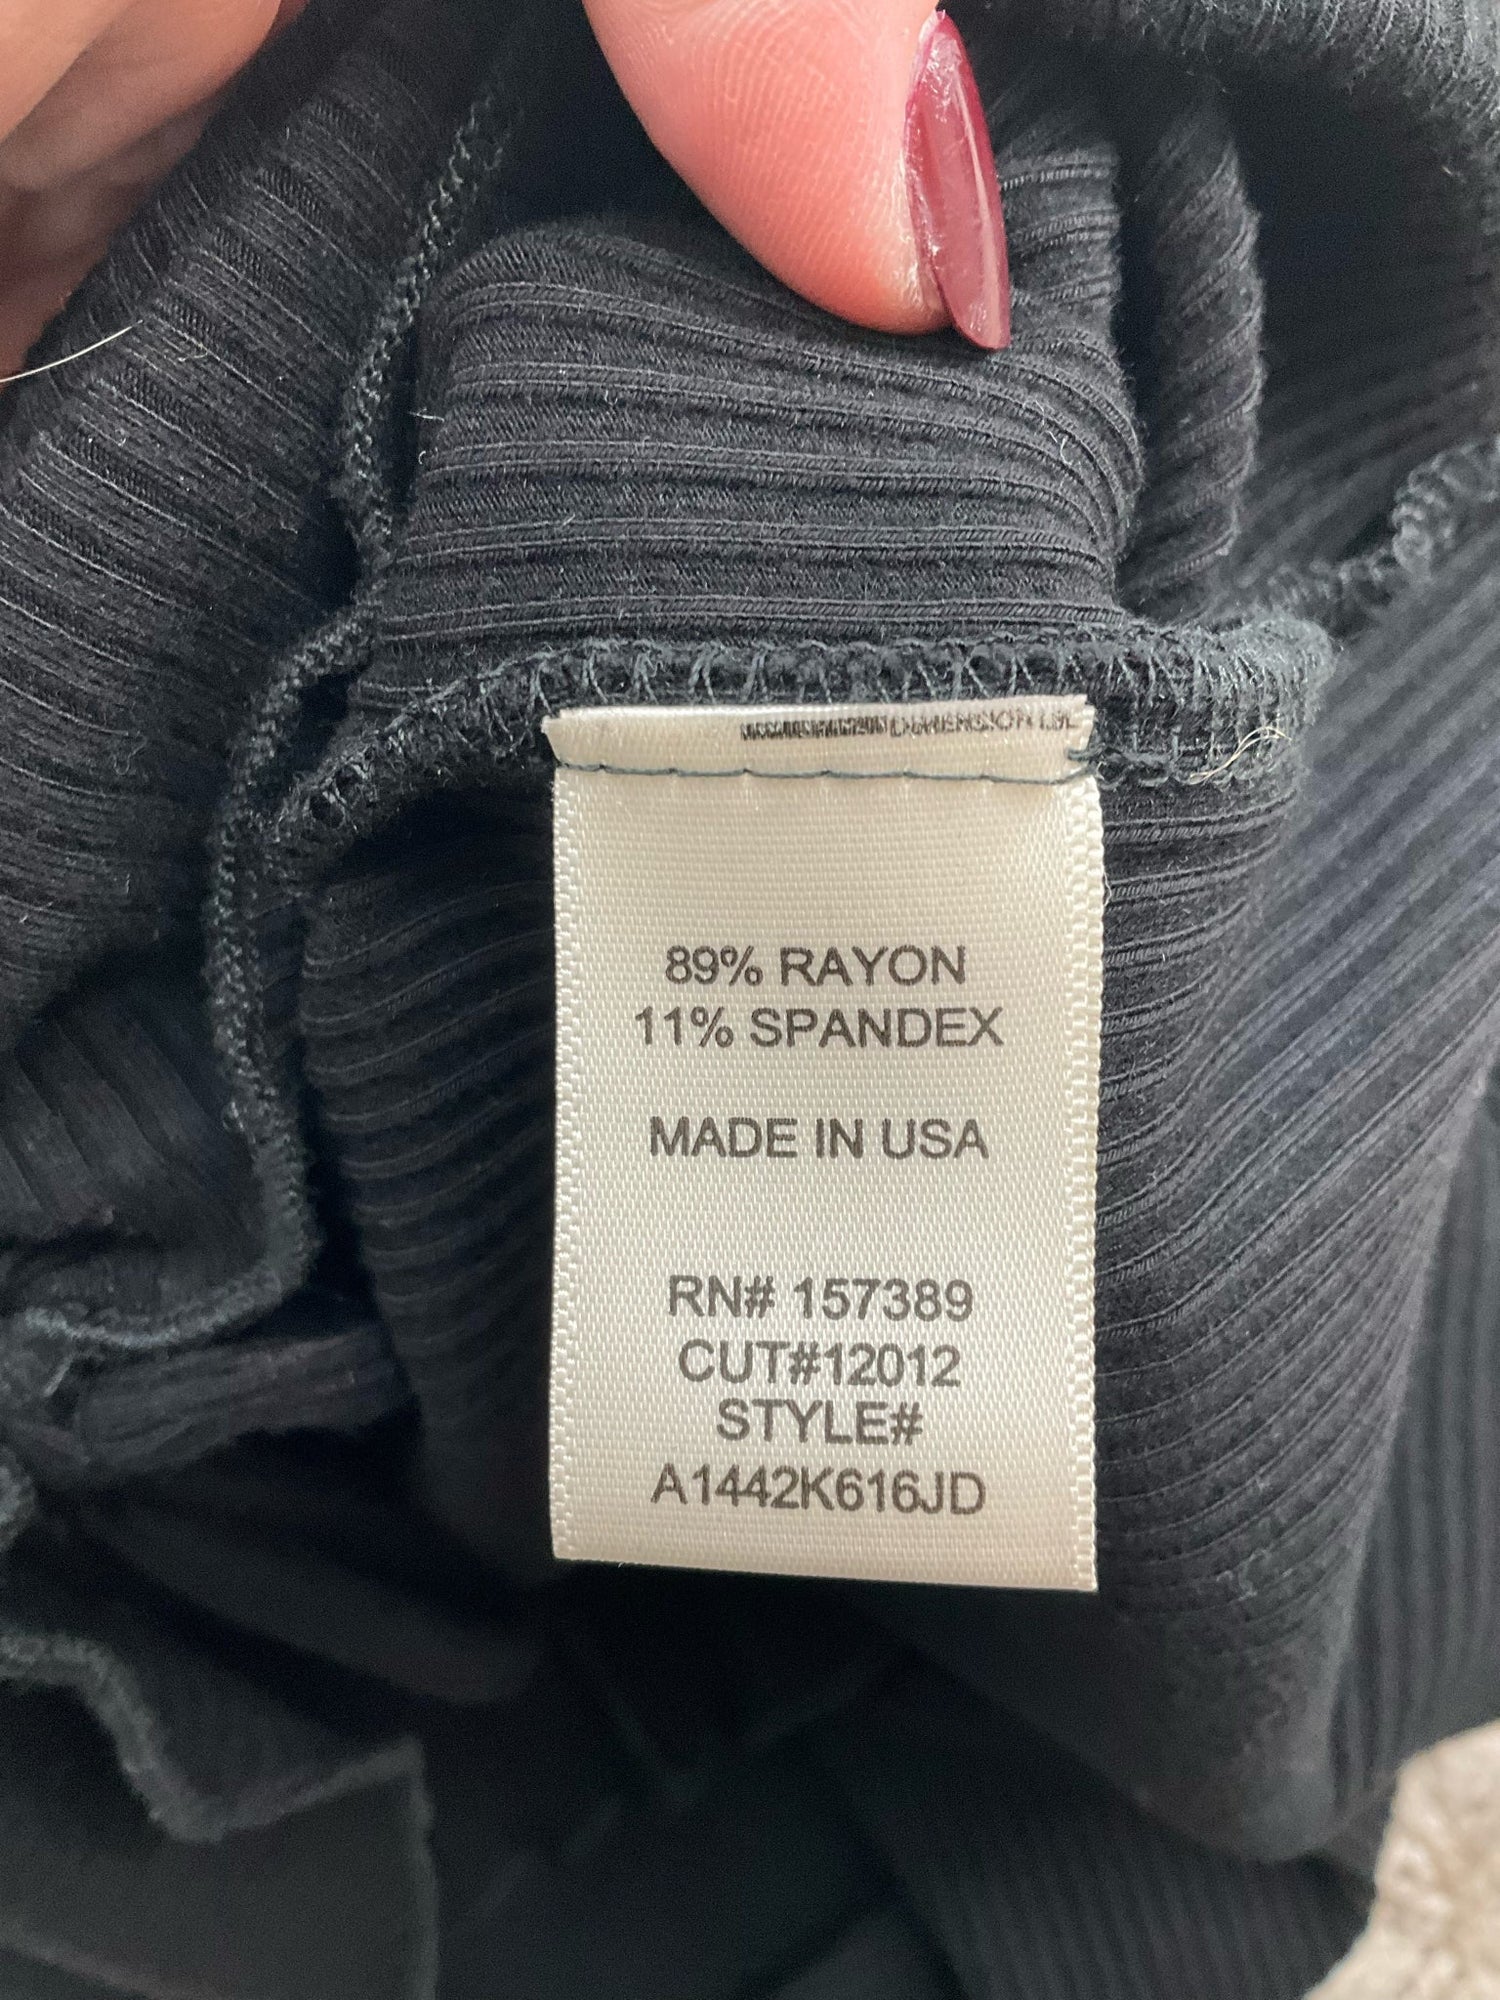 89% RAYON
11% SPANDEX
MADE IN USA
RN# 157389
CUT#12012
STYLE#
A1442K616JD